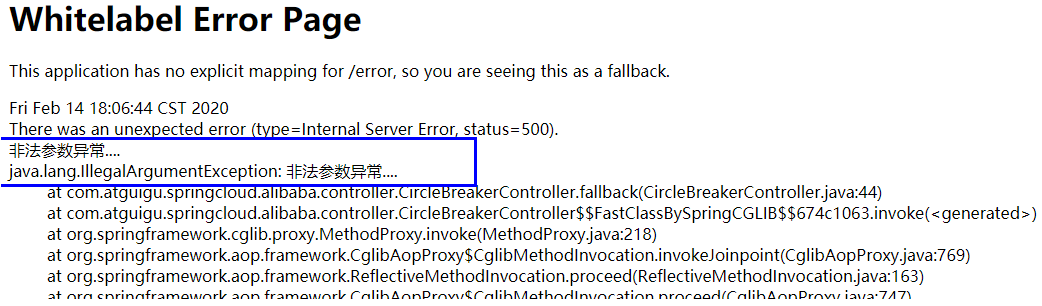 Whitelabel Error Page
This application has no explicit mapping for /error, so you are seeing this as a fallback.
Fri Feb 14 18:06:44 CST 2020
There was an unexpected error (type=Internal Server Error, status=500).
非法参数异常....
java.lang.IllegalArgumentException: 非法参数异常....
at com.atguigu.springcloud.alibaba.controller.CircleBreakerController.fallback(CircleBreakerController.java:44)
at com.atguigu.springcloud.alibaba.controller.CircleBreakerController$$FastClassBySpringCGLIB$$674c1063.invoke(<generated>)
at org.springframework.cglib.proxy.MethodProxy.invoke(MethodProxy.java:218)
at org.springframework.aop.framework.CglibAopProxy$CglibMethodInvocation.invokeJoinpoint(CglibAopProxy.java:769)
at org.springframework.aop.framework.ReflectiveMethodInvocation.proceed(ReflectiveMethodInvocation.java:163)
at org.springframework.aop.framework.CglibAopProxy$CglibMethodInvocation.proceed(CglibAopProxy.java:747)